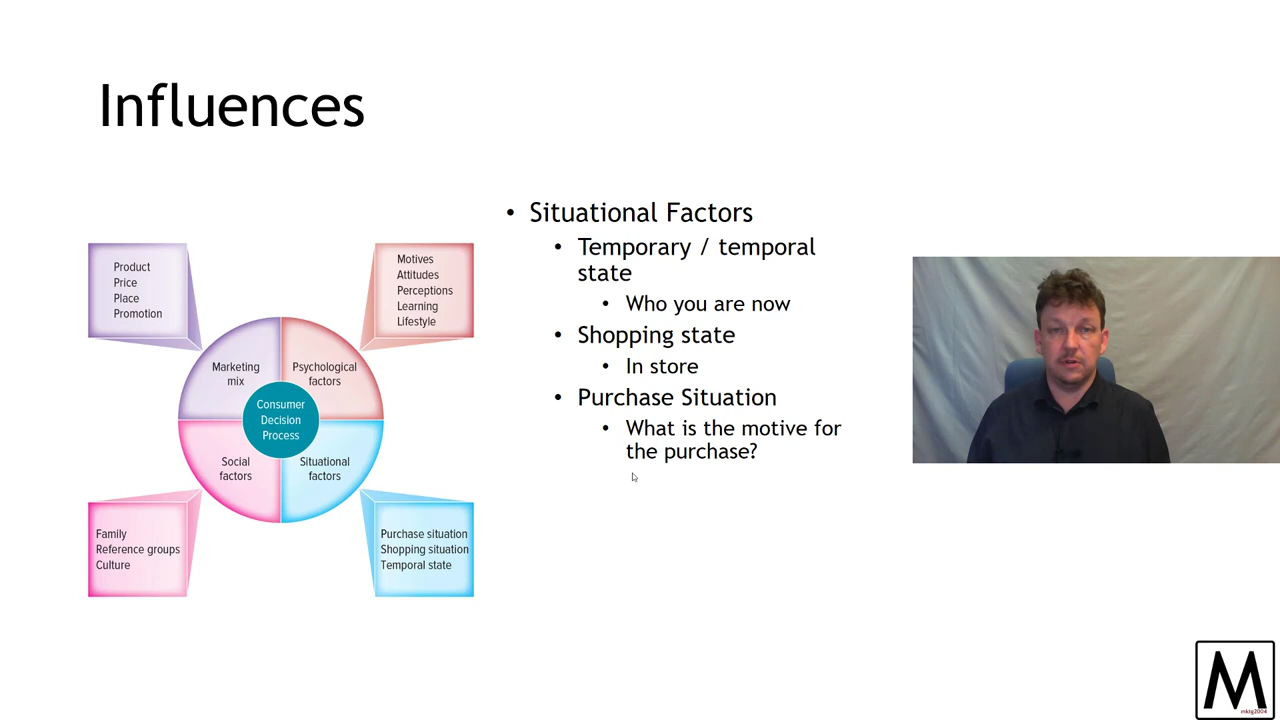 Influences
Product
Price
Place
Promotion
Motives
Attitudes
Perceptions
Learning
Lifestyle
Marketing
mix
Psychological
factors
Consumer
Decision
Process
Social
factors
Situational
factors
Family
Reference groups
Culture
Purchase situation
Shopping situation
Temporal state
• Situational Factors
• Temporary / temporal
state
• Who you are now
• Shopping state
• In store
• Purchase Situation
• What is the motive for
the purchase?
M
mktg2004